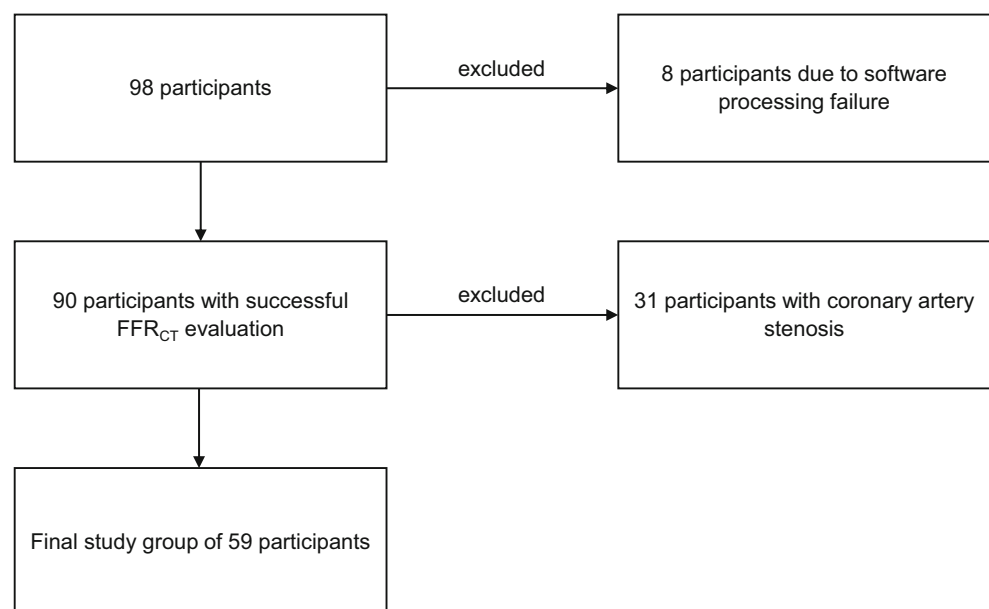 98 participants
excluded
8 participants due to software
processing failure
90 participants with successful
FFRCT evaluation
excluded
31 participants with coronary artery
stenosis
Final study group of 59 participants